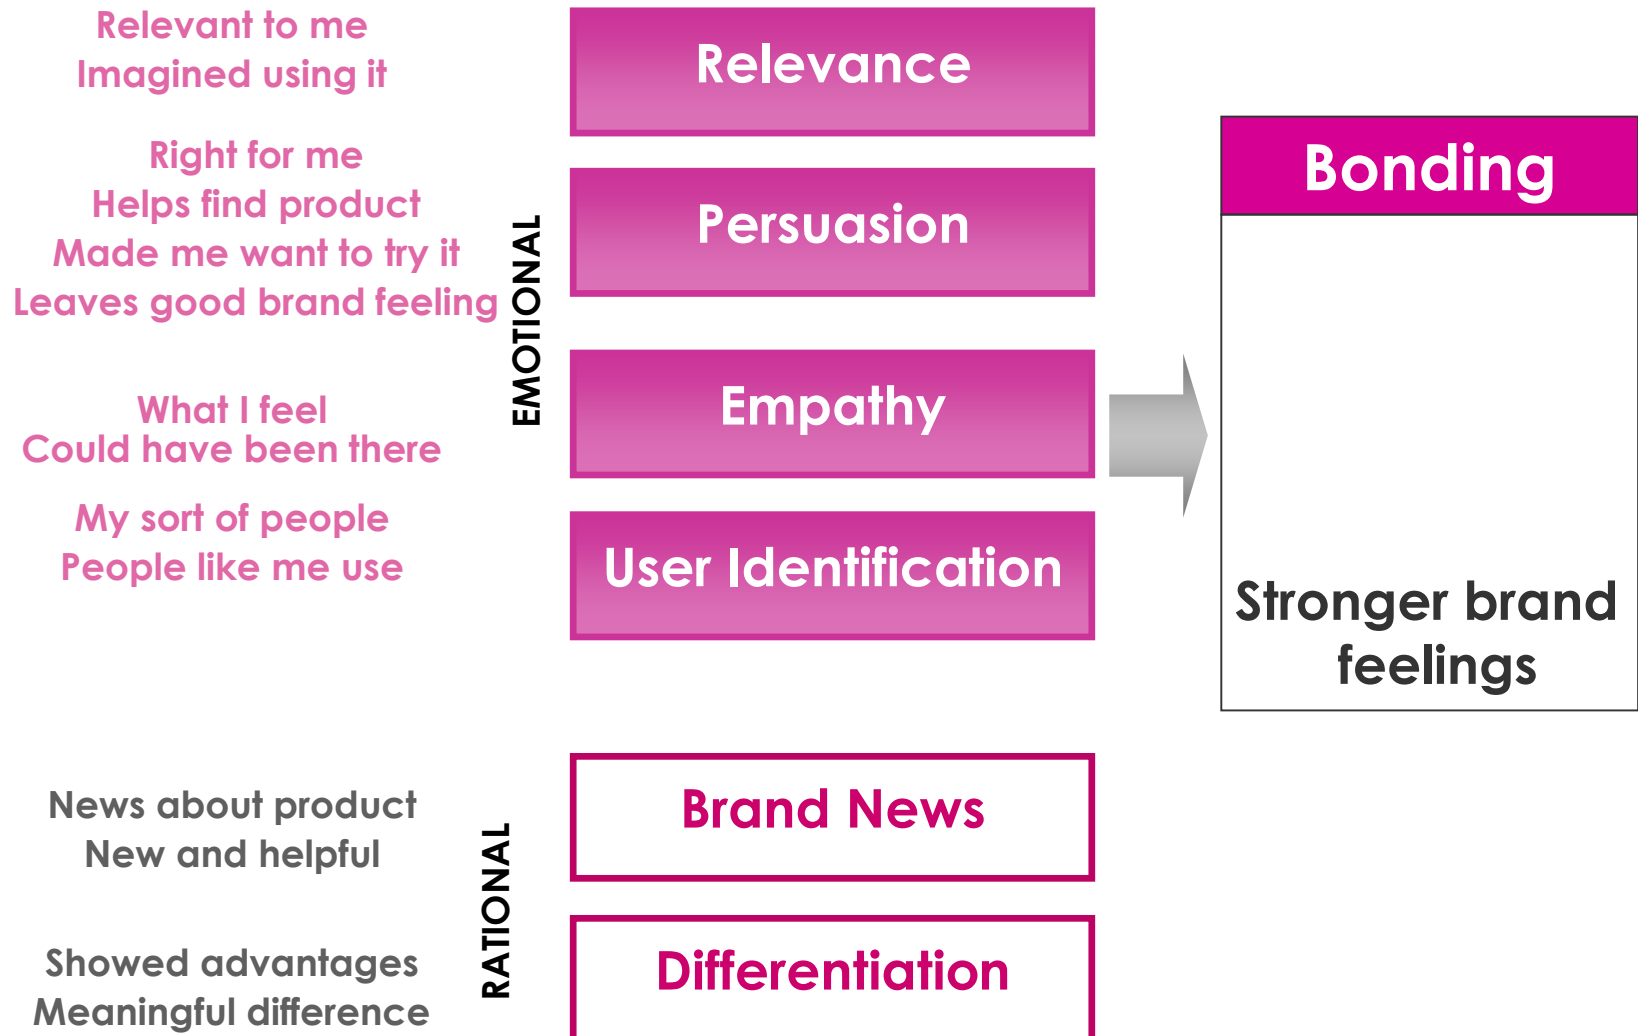 Relevant to me
Imagined using it
Relevance
Right for me
Helps find product
Made me want to try it
Leaves good brand feeling
Persuasion
EMOTIONAL
What I feel
Could have been there
Empathy
My sort of people
People like me use
User Identification
Bonding
Stronger brand
feelings
News about product
New and helpful
Brand News
RATIONAL
Showed advantages
Meaningful difference
Differentiation